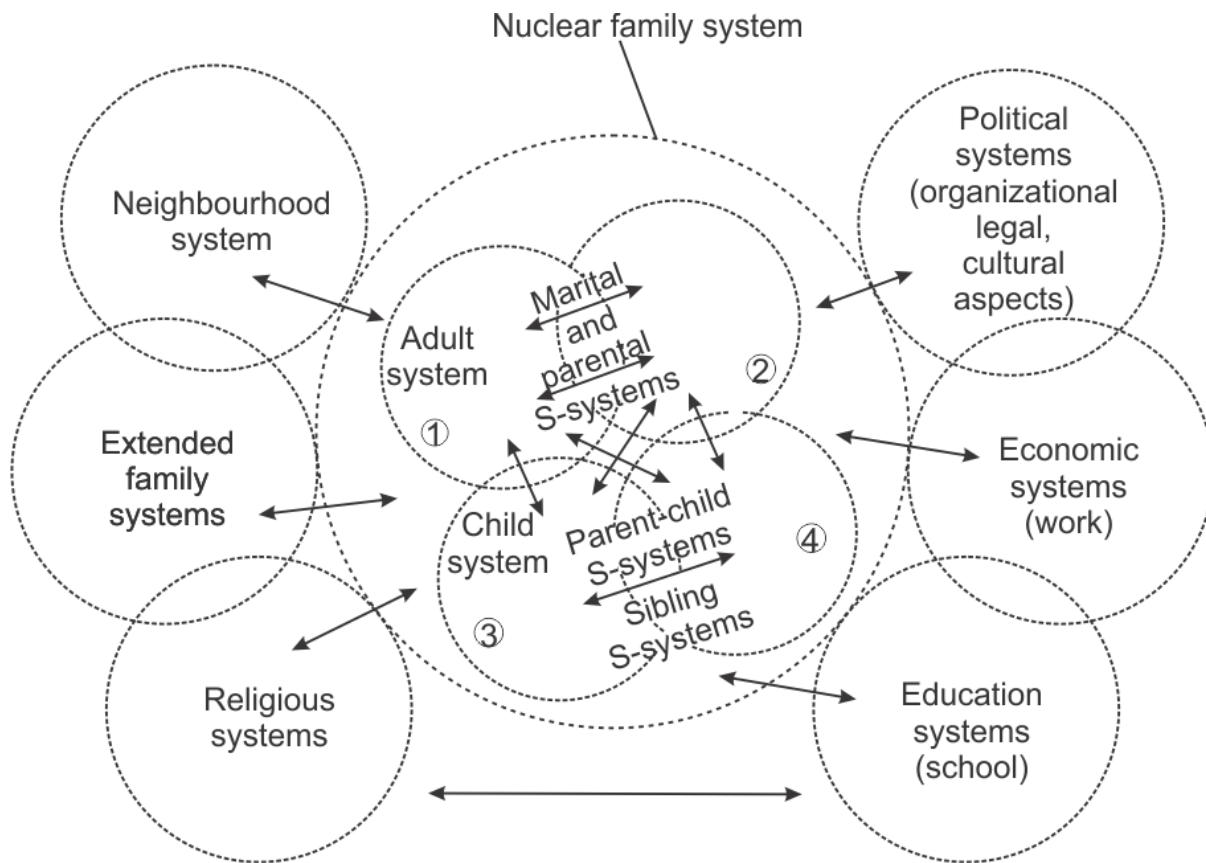 Nuclear family system
Neighbourhood
system
Political
systems
(organizational
legal,
cultural
aspects)
Marital
and
parental
S-systems
Adult
system
①
②
Extended
family
systems
Economic
systems
(work)
Child
system
Parent-child
S-systems
Sibling
S-systems
③
④
Religious
systems
Education
systems
(school)